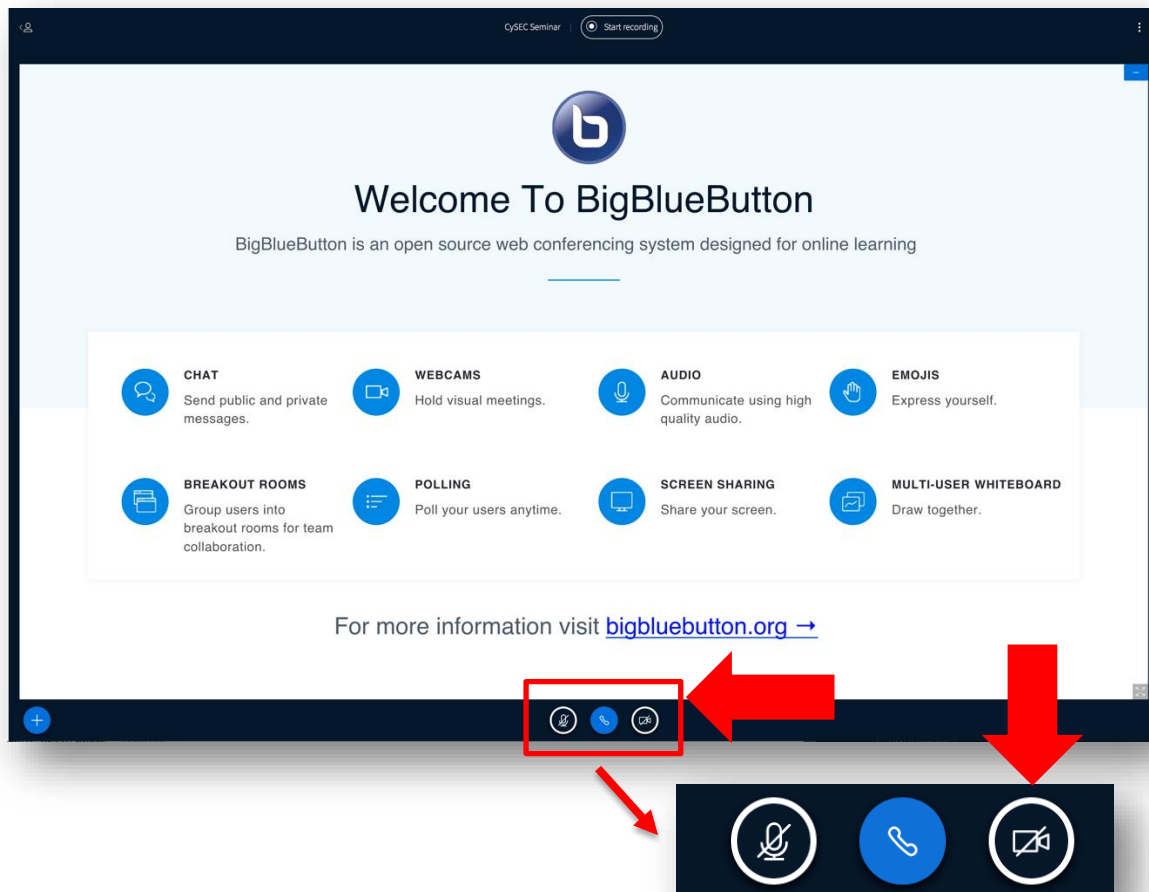 CySEC Seminar
Start recording
Welcome To BigBlueButton
BigBlueButton is an open source web conferencing system designed for online learning
CHAT
Send public and private
messages.
WEBCAMS
Hold visual meetings.
AUDIO
Communicate using high
quality audio.
EMOJIS
Express yourself.
BREAKOUT ROOMS
Group users into
breakout rooms for team
collaboration.
POLLING
Poll your users anytime.
SCREEN SHARING
Share your screen.
MULTI-USER WHITEBOARD
Draw together.
For more information visit bigbluebutton.org →